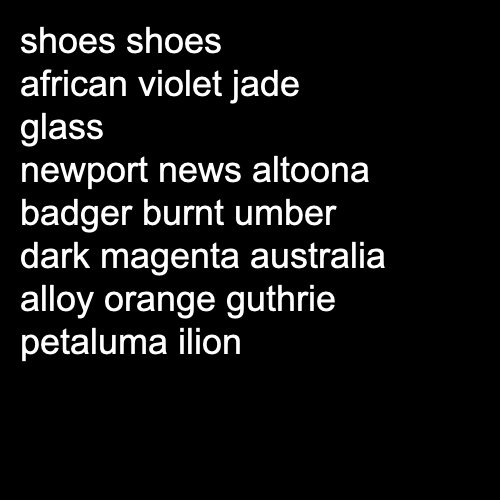 shoes shoes
african violet jade
glass
newport news altoona
badger burnt umber
dark magenta australia
alloy orange guthrie
petaluma ilion